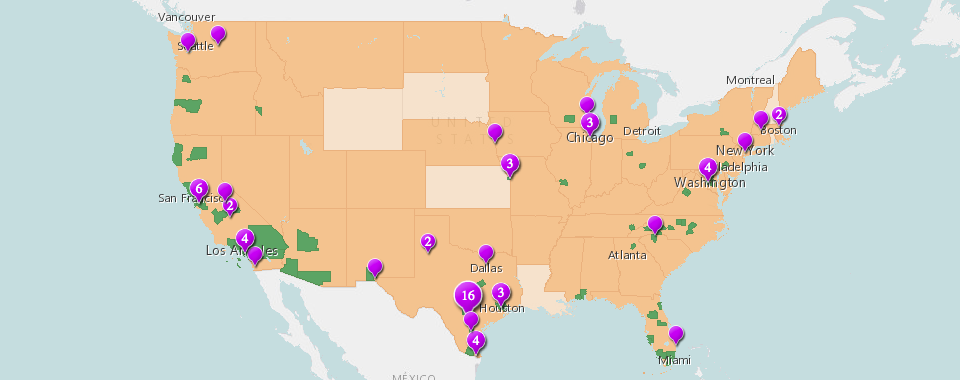 Vancouver
Seattle
Montreal
UNITED
STATES
3
Detroit
Chicago
2
Boston
New York
3
4
Philadelphia
Washington
6
San Francisco
2
4
Los Angeles
2
Atlanta
Dallas
16
3
Houston
4
Miami
MÉXICO